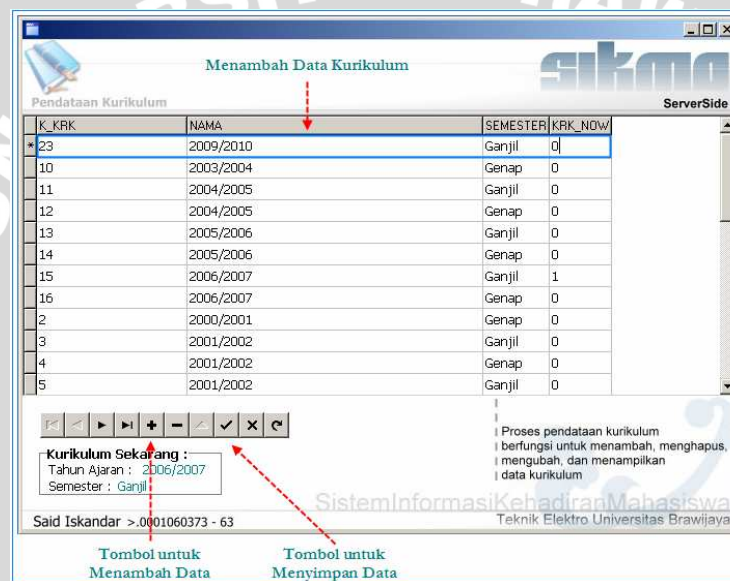 Menambah Data Kurikulum
sikma
Pendataan Kurikulum
ServerSide
K_KRK NAMA SEMESTER KRK_NOW
* 23 2009/2010 Ganjil 0
10 2003/2004 Genap 0
11 2004/2005 Ganjil 0
12 2004/2005 Genap 0
13 2005/2006 Ganjil 0
14 2005/2006 Genap 0
15 2006/2007 Ganjil 1
16 2006/2007 Genap 0
2 2000/2001 Genap 0
3 2001/2002 Ganjil 0
4 2001/2002 Genap 0
5 2001/2002 Ganjil 0
Proses pendataan kurikulum
berfungsi untuk menambah, menghapus,
mengubah, dan menampilkan
data kurikulum
Kurikulum Sekarang :
Tahun Ajaran : 2006/2007
Semester : Ganjil
SistemInformasiKehadiranMahasiswa
Said Iskandar >.0001060373 - 63
Teknik Elektro Universitas Brawijaya
Tombol untuk
Menambah Data
Tombol untuk
Menyimpan Data